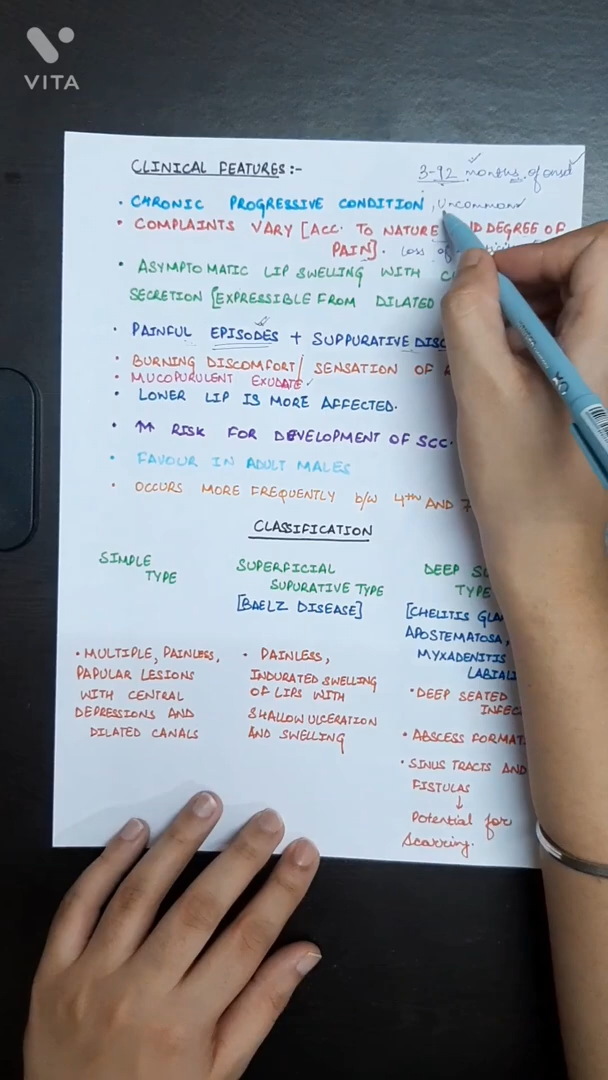 VITA
CLINICAL FEATURES :-
3-92 months of onset
• CHRONIC PROGRESSIVE CONDITION, Uncommon
• COMPLAINTS VARY [ACC. TO NATURE ND DEGREE OF
PAIN]. Loss of
• ASYMPTOMATIC LIP SWELLING WITH C
SECRETION [EXPRESSIBLE FROM DILATED
• PAINFUL EPISODES + SUPPURATIVE DISC
• BURNING DISCOMFORT/ SENSATION OF R
• MUCOPURULENT EXUDATE
• LOWER LIP IS MORE AFFECTED.
• ↑↑ RISK FOR DEVELOPMENT OF SCC.
• FAVOUR IN ADULT MALES
• OCCURS MORE FREQUENTLY b/w 4th AND 7
CLASSIFICATION
SIMPLE
TYPE
• MULTIPLE, PAINLESS,
PAPULAR LESIONS
WITH CENTRAL
DEPRESSIONS AND
DILATED CANALS
SUPERFICIAL
SUPURATIVE TYPE
[BAELZ DISEASE]
• PAINLESS,
INDURATED SWELLING
OF LIPS WITH
SHALLOW ULCERATION
AND SWELLING
DEEP SU
TYPE
[CHELITIS GLA
APOSTEMATOSA,
MYXADENITIS
LABIALI
• DEEP SEATED
INFEC
• ABSCESS FORMAT
• SINUS TRACTS AND
FISTULAS
↓
Potential for
Scarring.